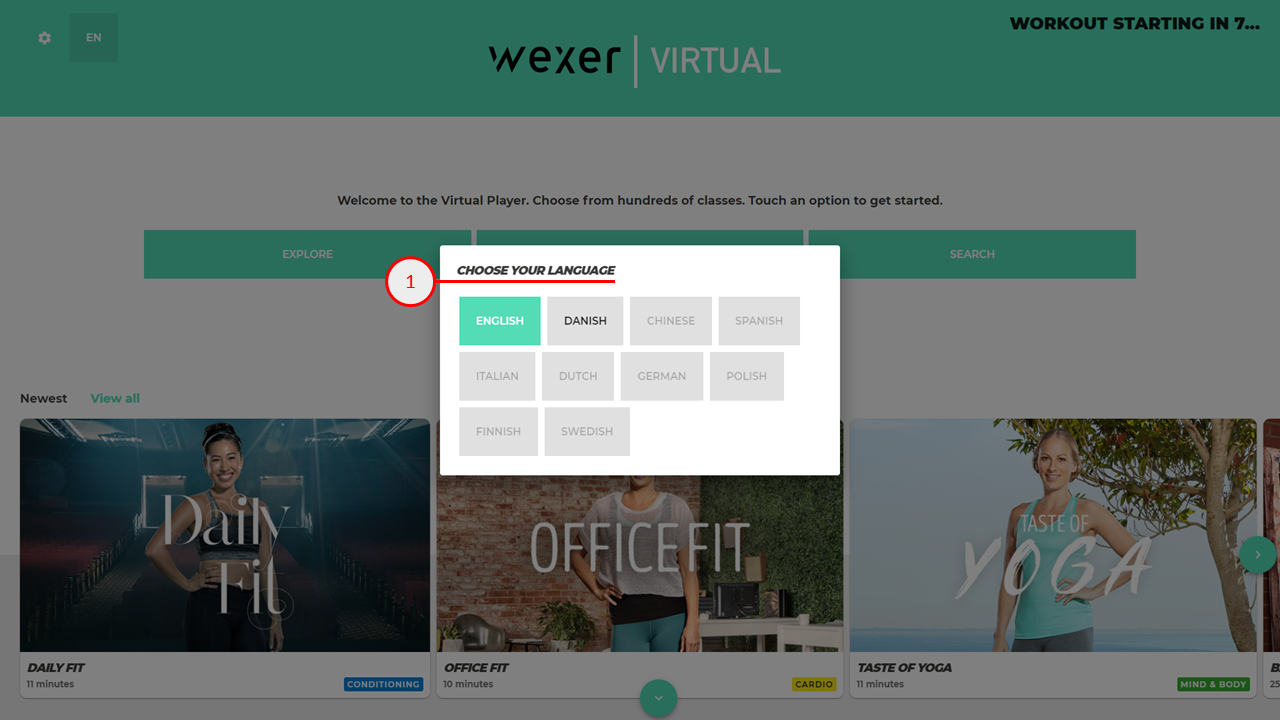 EN
WORKOUT STARTING IN 7...
wexer | VIRTUAL
Welcome to the Virtual Player. Choose from hundreds of classes. Touch an option to get started.
EXPLORE
SEARCH
1
CHOOSE YOUR LANGUAGE
ENGLISH
DANISH
CHINESE
SPANISH
ITALIAN
DUTCH
GERMAN
POLISH
FINNISH
SWEDISH
Newest
View all
Daily
Fit
OFFICE FIT
TASTE OF
YOGA
DAILY FIT
11 minutes
CONDITIONING
OFFICE FIT
10 minutes
CARDIO
TASTE OF YOGA
11 minutes
MIND & BODY